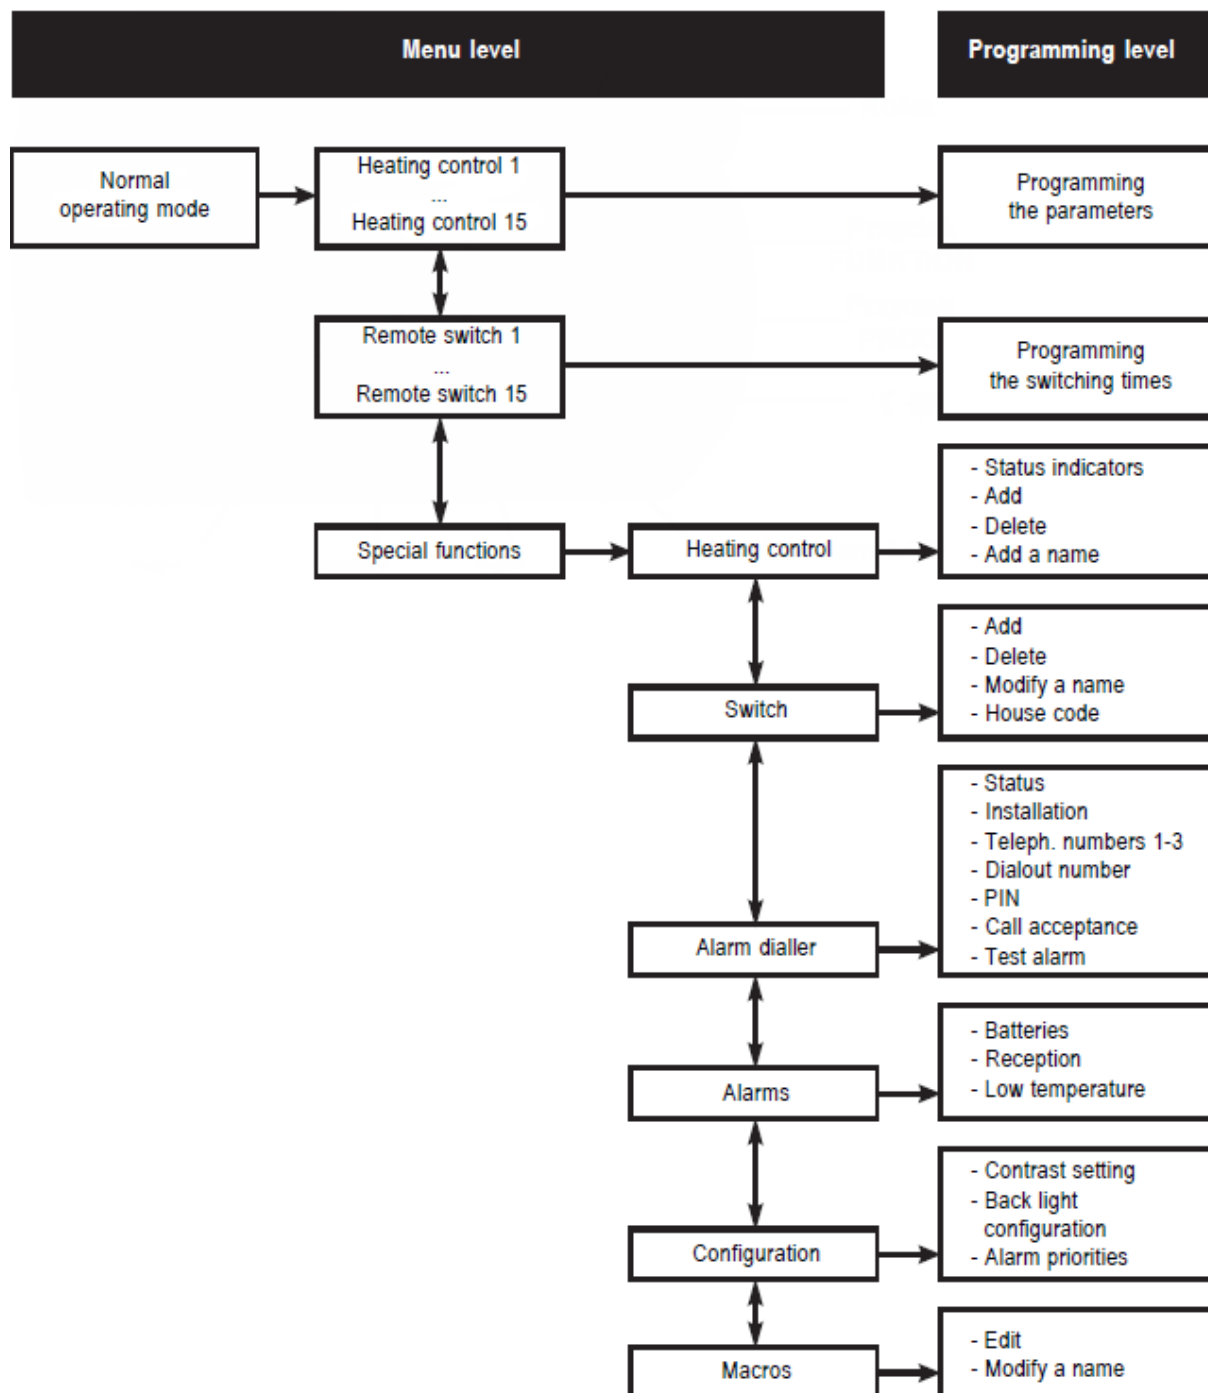 Menu level
Programming level
Normal
operating mode
Heating control 1
...
Heating control 15
Programming
the parameters
Remote switch 1
...
Remote switch 15
Programming
the switching times
Special functions
Heating control
- Status indicators
- Add
- Delete
- Add a name
Switch
- Add
- Delete
- Modify a name
- House code
Alarm dialler
- Status
- Installation
- Teleph. numbers 1-3
- Dialout number
- PIN
- Call acceptance
- Test alarm
Alarms
- Batteries
- Reception
- Low temperature
Configuration
- Contrast setting
- Back light
configuration
- Alarm priorities
Macros
- Edit
- Modify a name